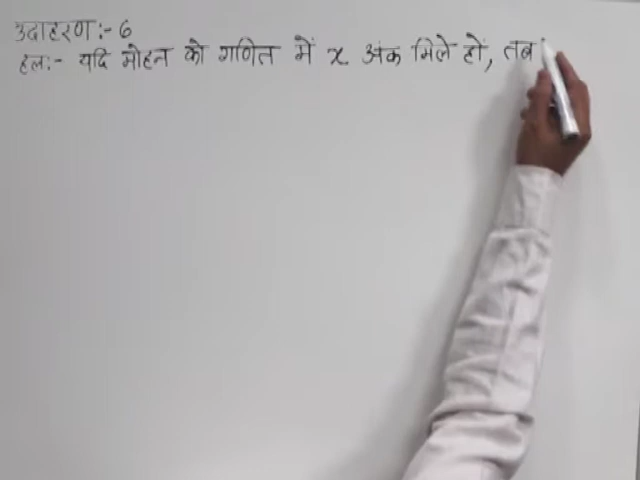 उदाहरण:- 6
हल:- यदि मोहन को गणित में x अंक मिले हों, तब